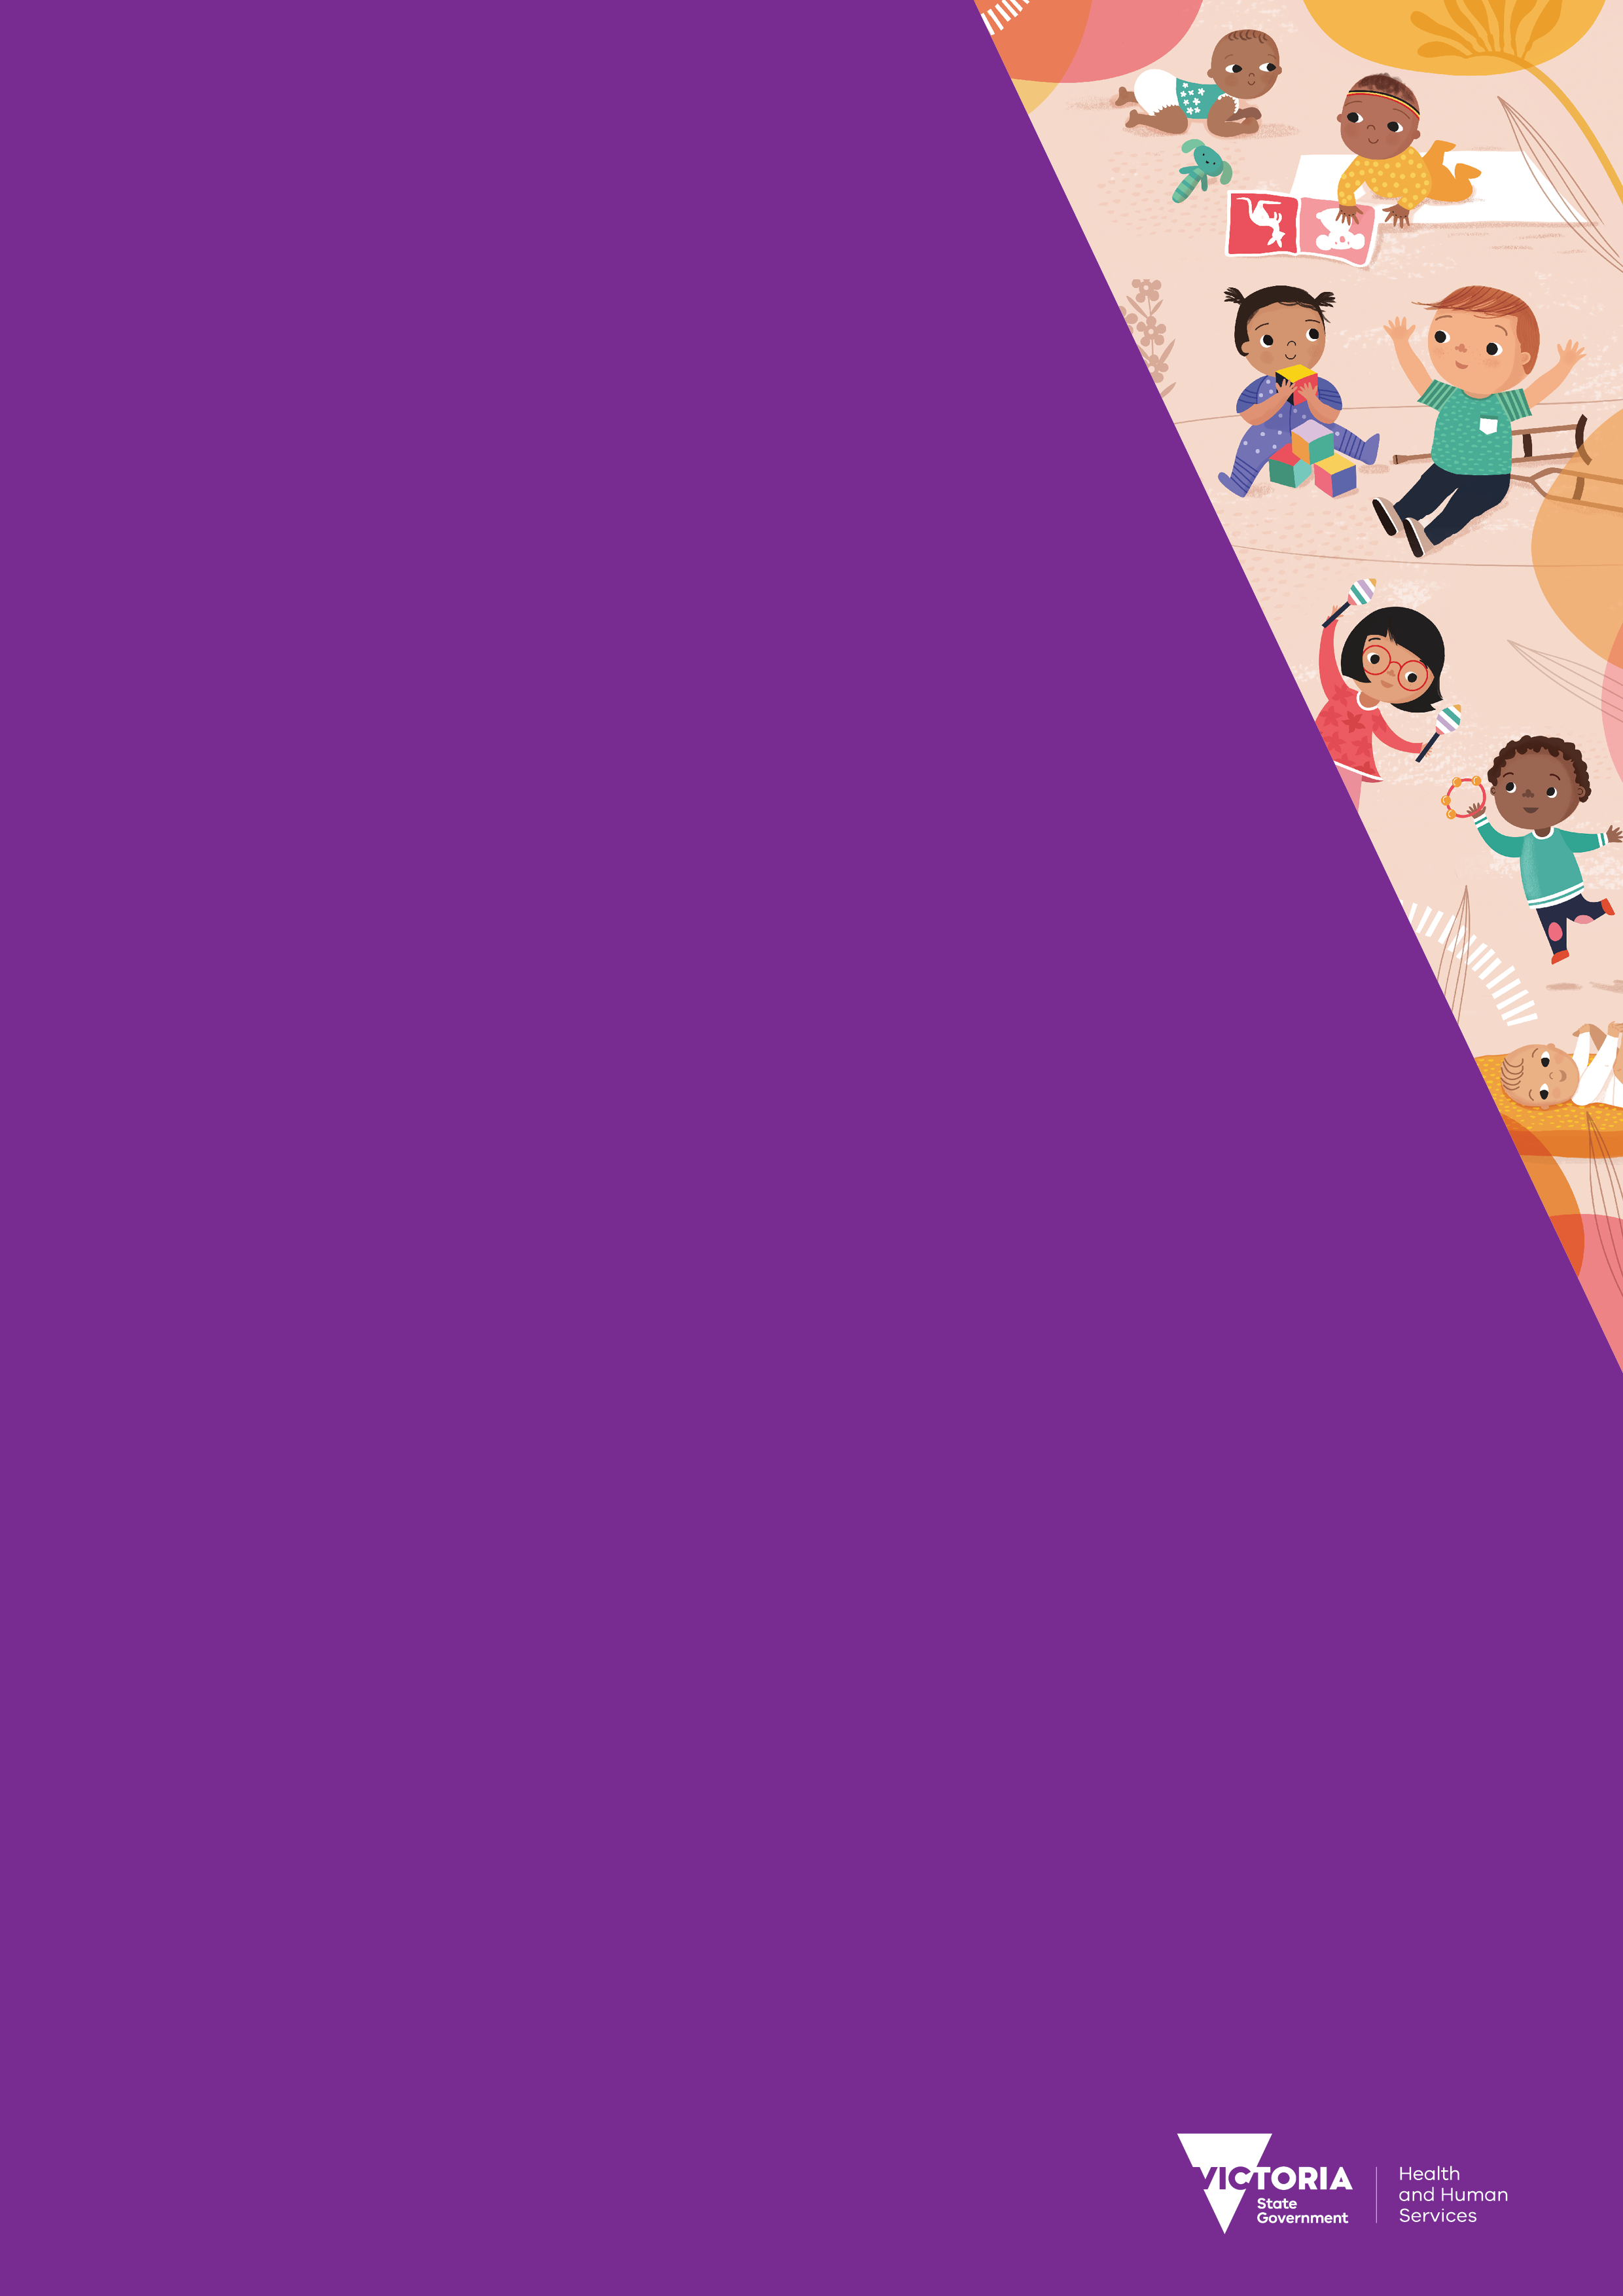 VICTORIA
State
Government
Health
and Human
Services